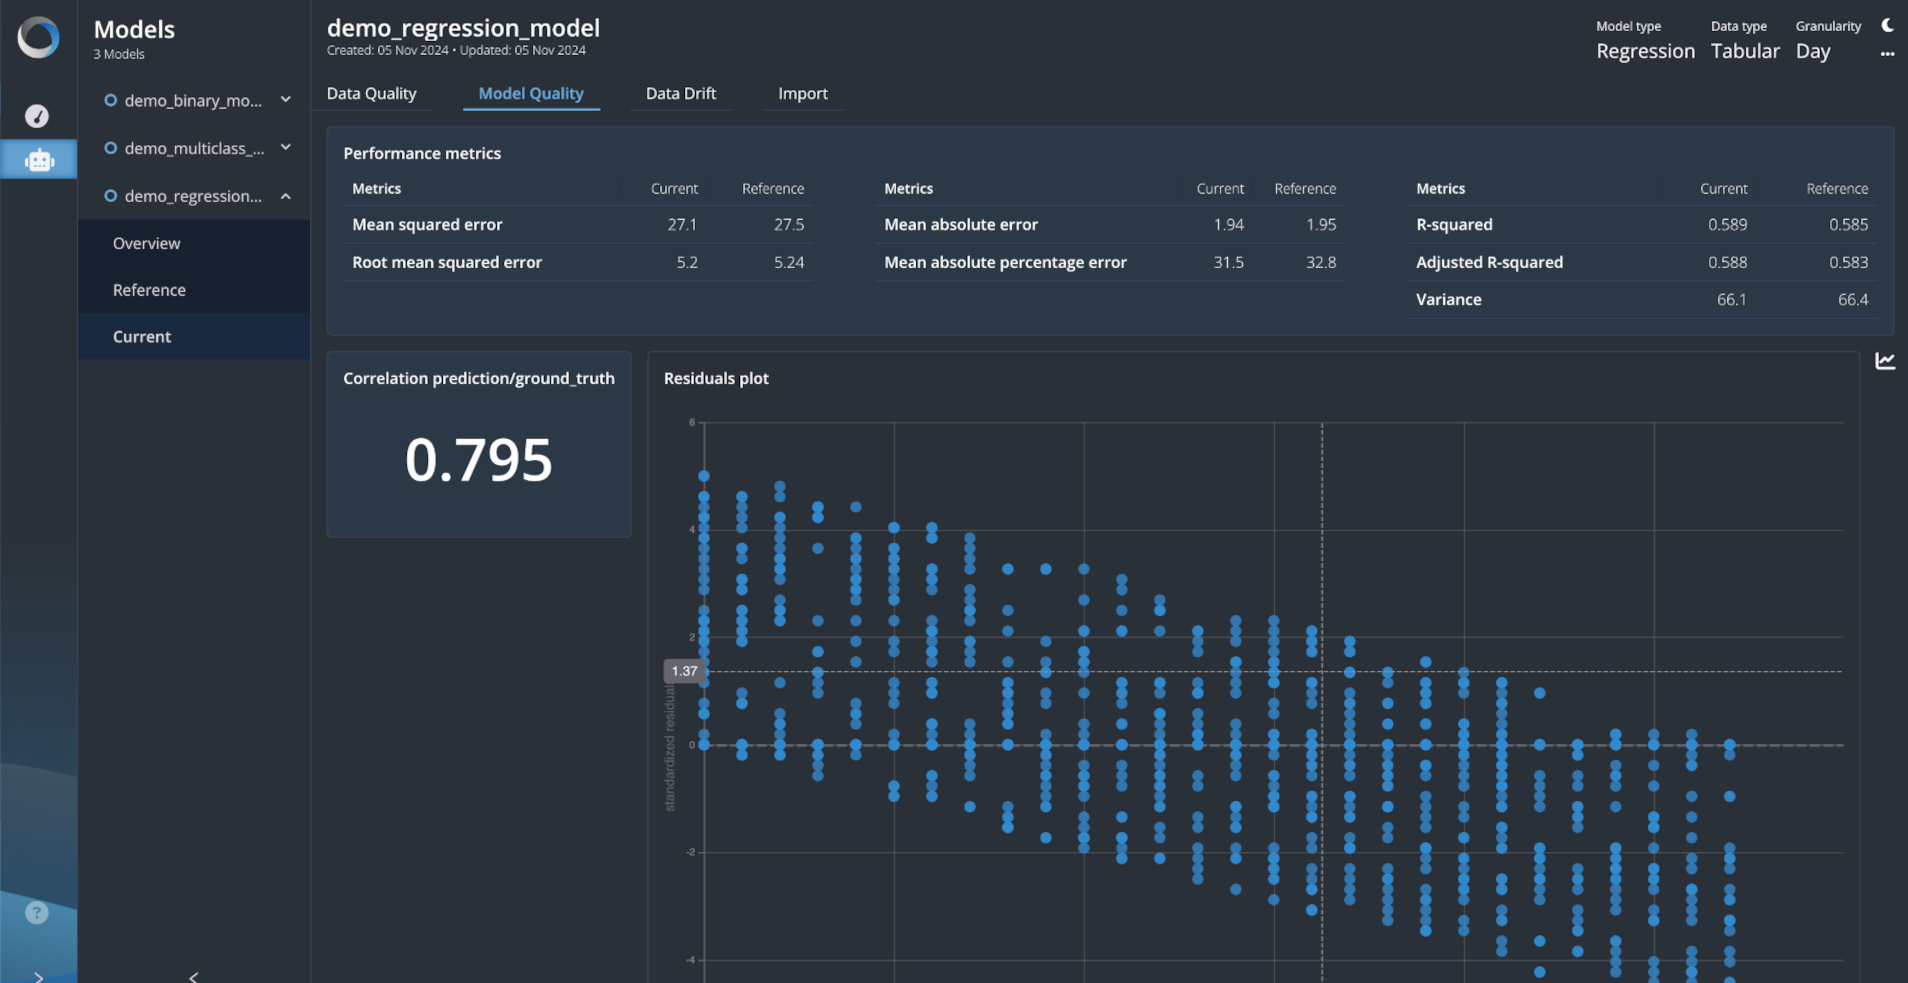 Models
3 Models
demo_binary_mo...
demo_multiclass_...
demo_regression...
Overview
Reference
Current
demo_regression_model
Created: 05 Nov 2024 • Updated: 05 Nov 2024
Model type
Regression
Data type
Tabular
Granularity
Day
Data Quality
Model Quality
Data Drift
Import
Performance metrics
Metrics Current Reference
Mean squared error 27.1 27.5
Root mean squared error 5.2 5.24
Metrics Current Reference
Mean absolute error 1.94 1.95
Mean absolute percentage error 31.5 32.8
Metrics Current Reference
R-squared 0.589 0.585
Adjusted R-squared 0.588 0.583
Variance 66.1 66.4
Correlation prediction/ground_truth
0.795
Residuals plot
6
4
2
1.37
0
-2
-4
standardized residual
?